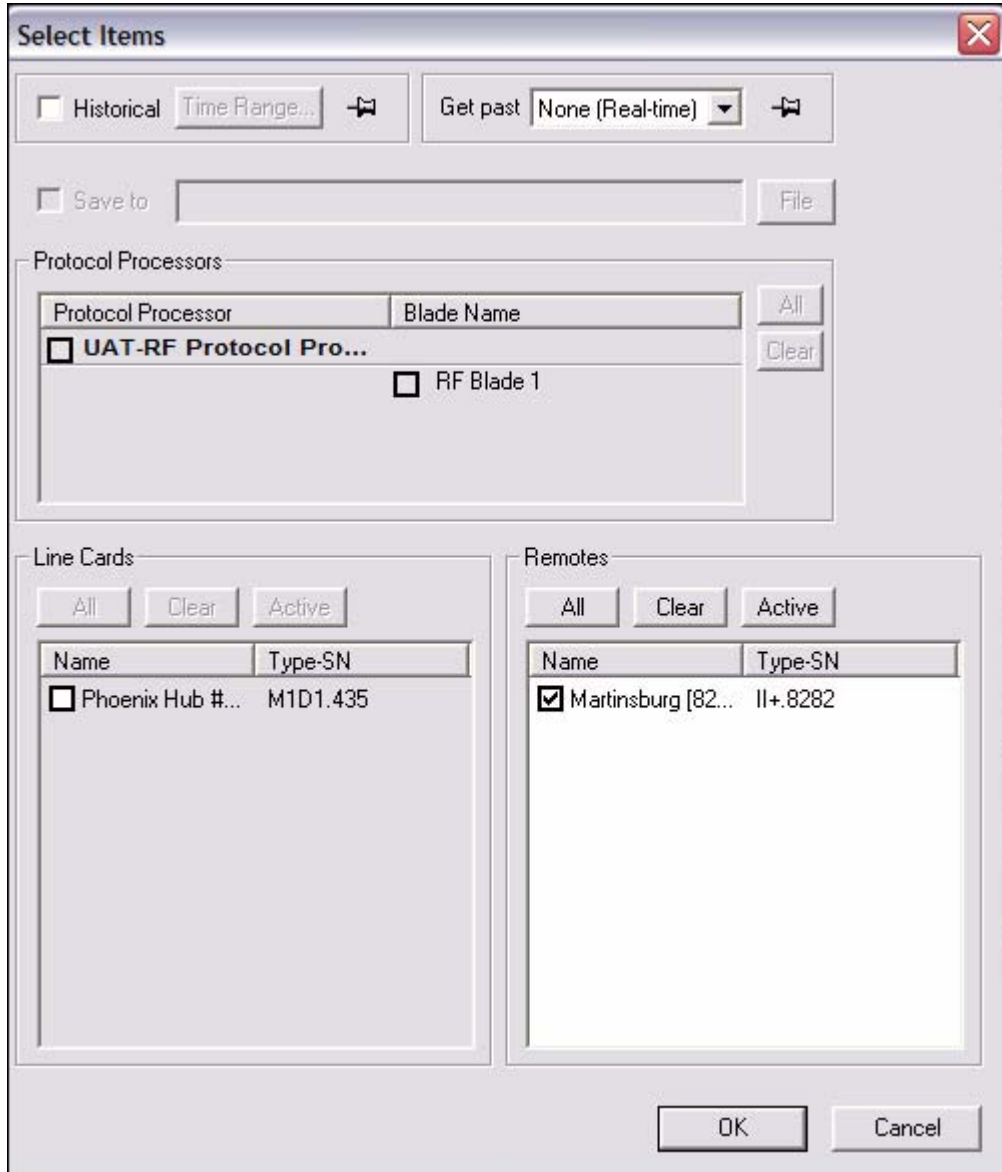 Select Items
Historical Time Range... Get past None (Real-time)
Save to File
Protocol Processors
Protocol Processor Blade Name All
UAT-RF Protocol Pro... Clear
RF Blade 1
Line Cards Remotes
All Clear Active All Clear Active
Name Type-SN Name Type-SN
Phoenix Hub #... M1D1.435 Martinsburg [82... II+.8282
OK Cancel